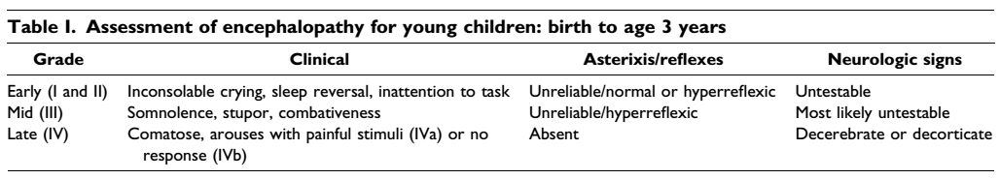 Table I. Assessment of encephalopathy for young children: birth to age 3 years
Grade Clinical Asterixis/reflexes Neurologic signs
Early (I and II) Inconsolable crying, sleep reversal, inattention to task Unreliable/normal or hyperreflexic Untestable
Mid (III) Somnolence, stupor, combativeness Unreliable/hyperreflexic Most likely untestable
Late (IV) Comatose, arouses with painful stimuli (IVa) or no Absent Decerebrate or decorticate
response (IVb)